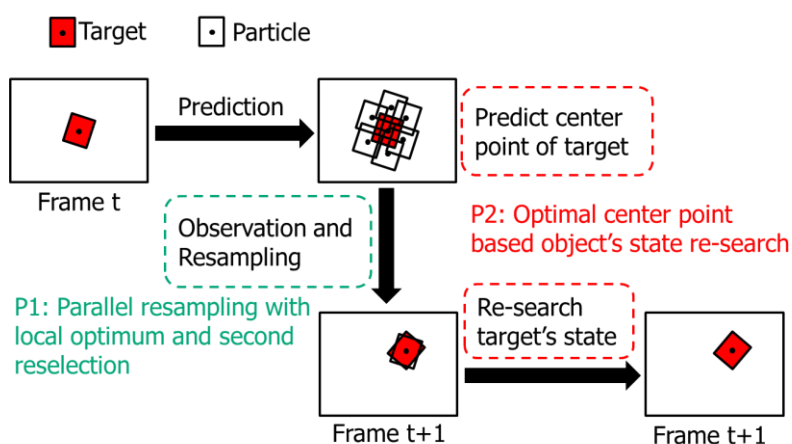 Target
Particle
Prediction
Predict center
point of target
Frame t
Observation and
Resampling
P2: Optimal center point
based object's state re-search
P1: Parallel resampling with
local optimum and second
reselection
Re-search
target's state
Frame t+1
Frame t+1